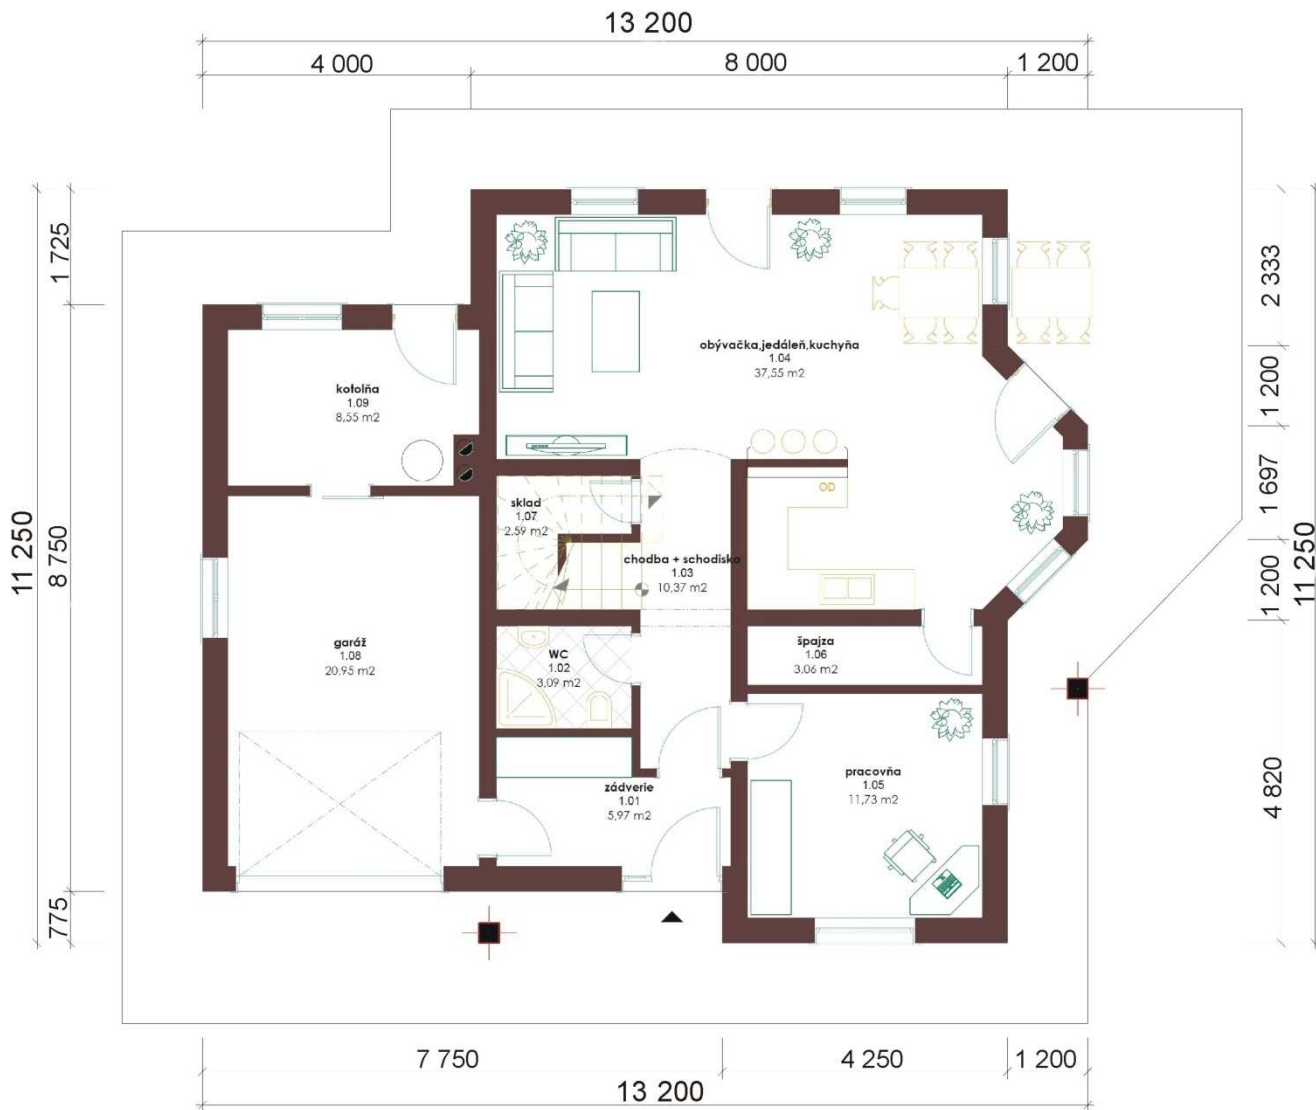 13 200
4 000
8 000
1 200
11 250
1 725
8 750
775
obývačka,jedáleň,kuchyňa
1.04
37,55 m2
kotolňa
1.09
8,55 m2
sklad
1.07
2.59 m2
chodba + schodisko
1.03
10,37 m2
garáž
1.08
20,95 m2
WC
1.02
3,09 m2
špajza
1.06
3,06 m2
zádverie
1.01
5,97 m2
pracovňa
1.05
11,73 m2
2 333
1 200
1 697
1 200
4 820
11 250
7 750
4 250
1 200
13 200